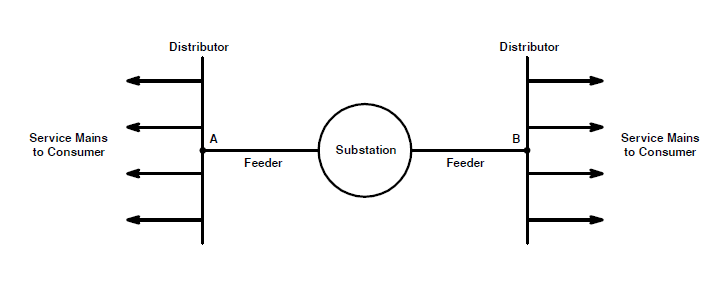 Distributor
Distributor
A
B
Service Mains
to Consumer
Substation
Service Mains
to Consumer
Feeder
Feeder